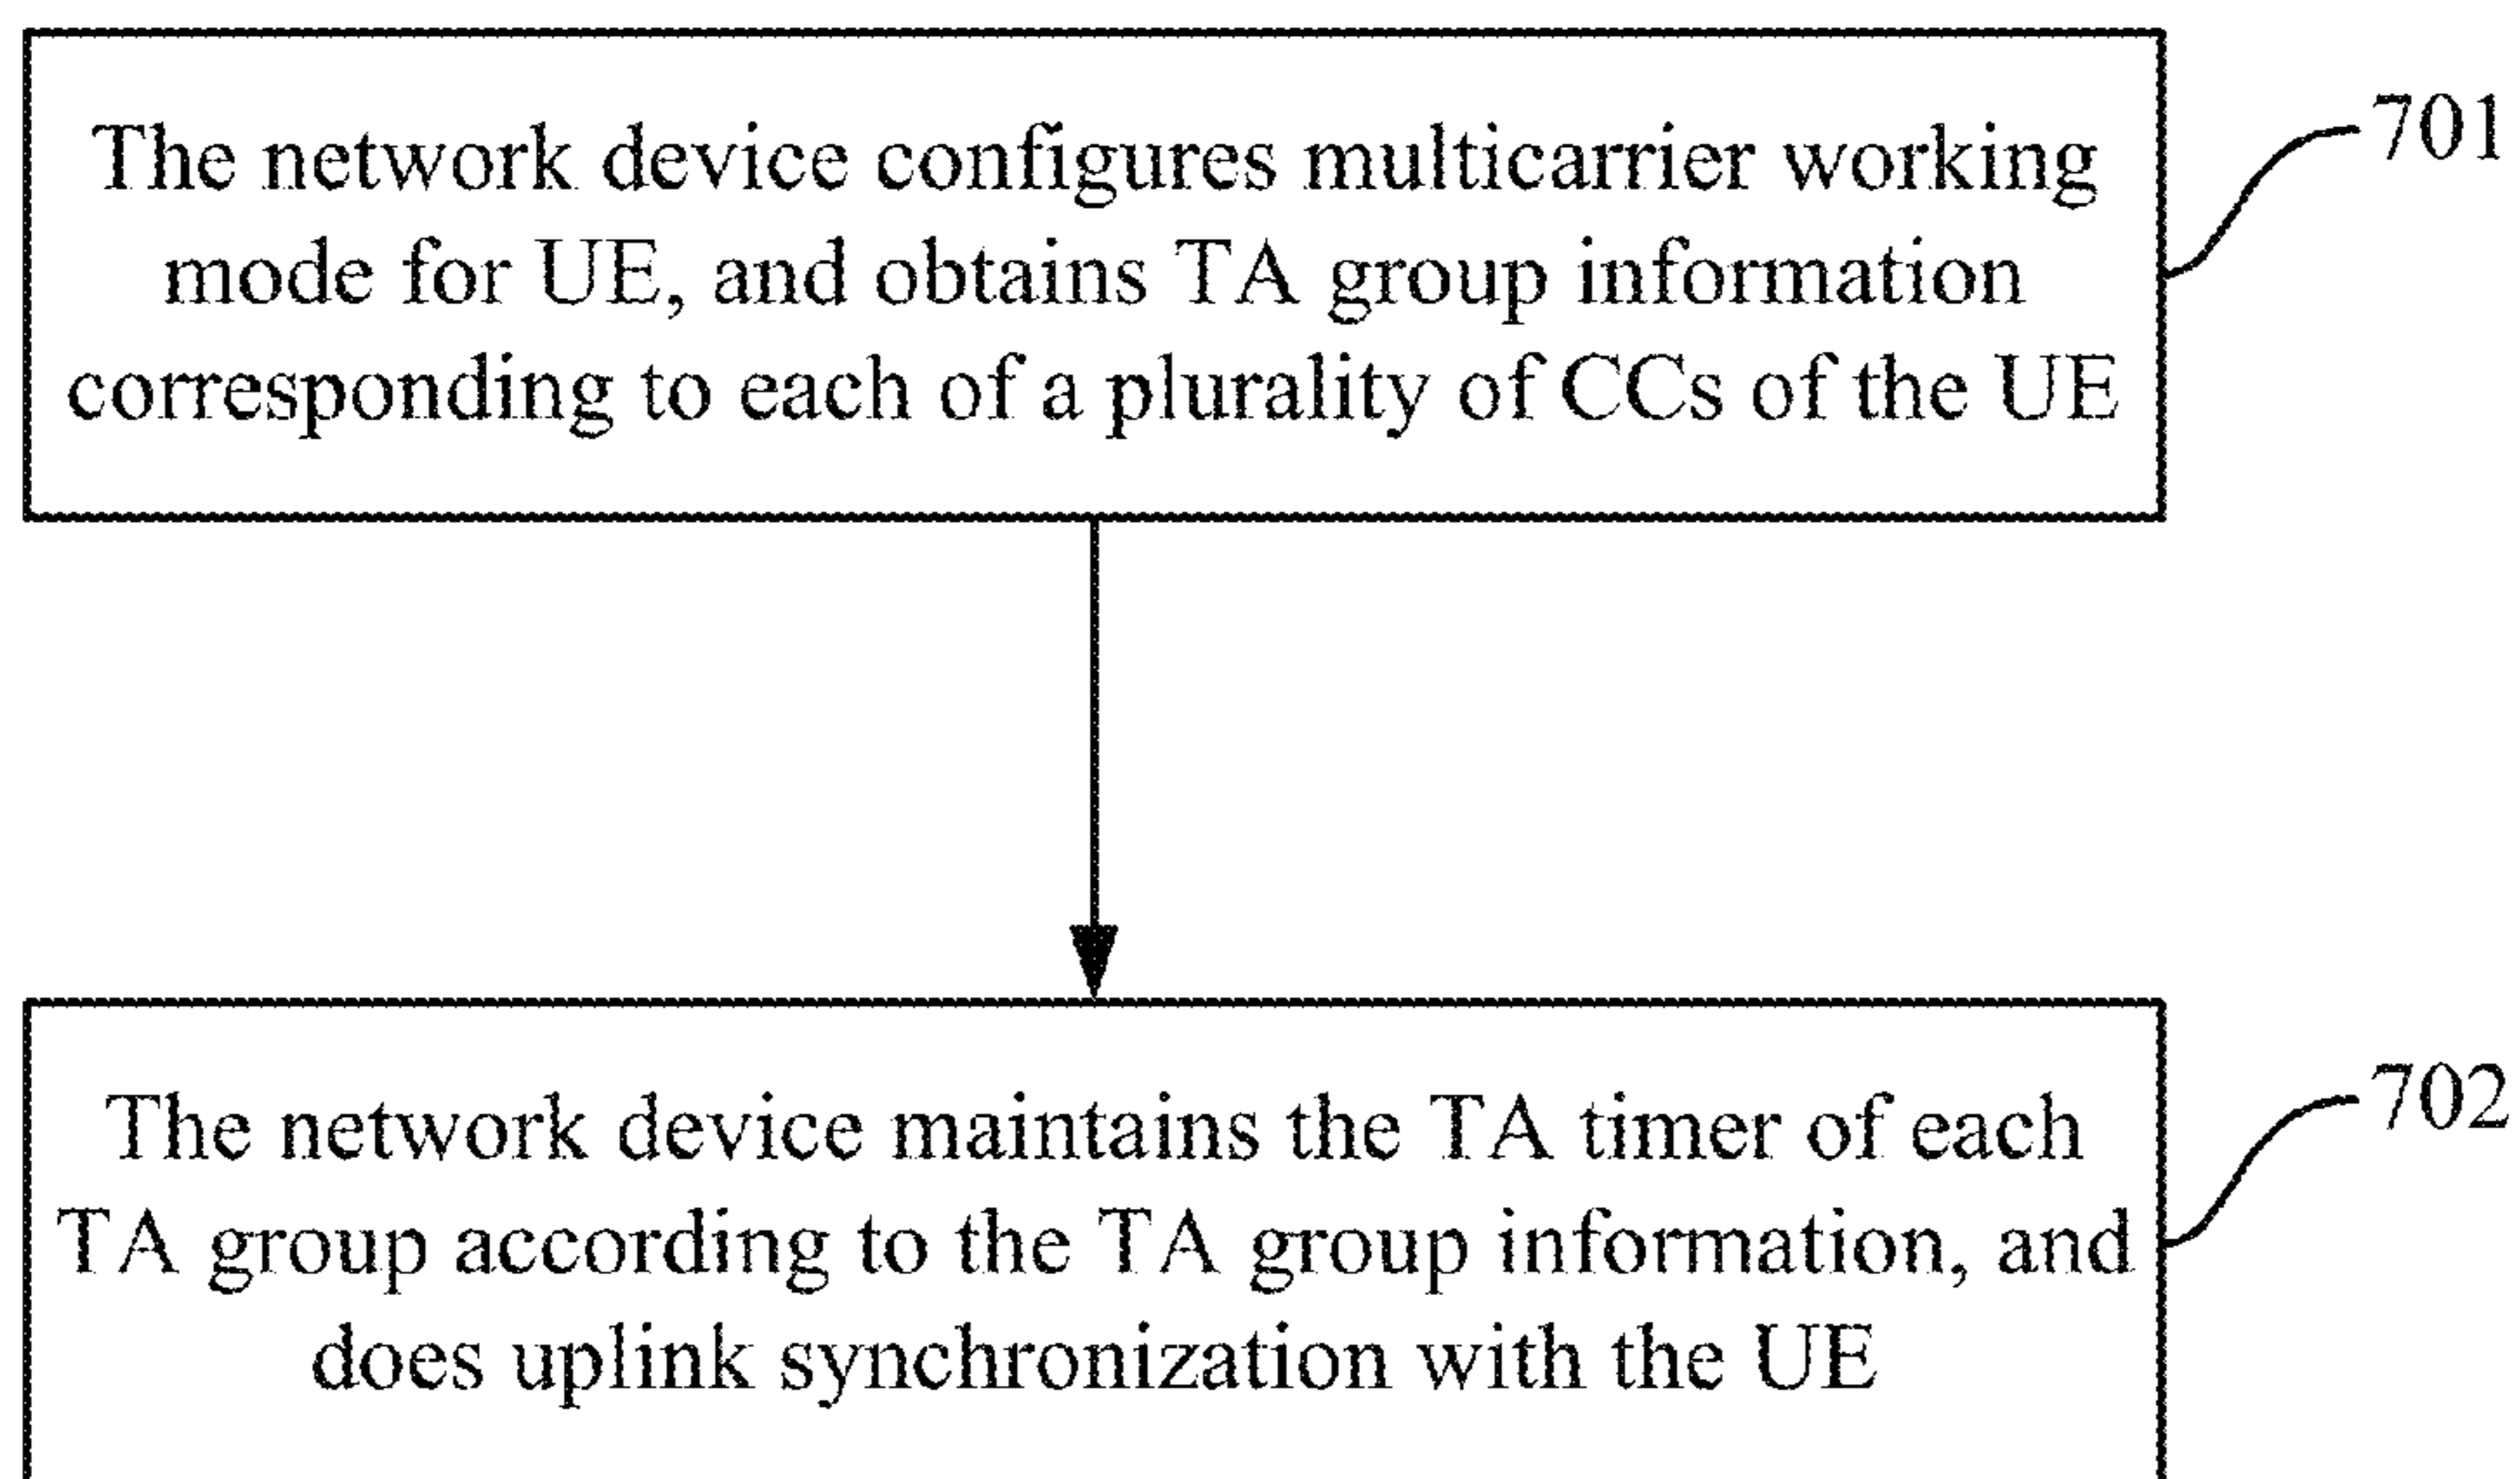 The network device configures multicarrier working
mode for UE, and obtains TA group information
corresponding to each of a plurality of CCs of the UE
701
The network device maintains the TA timer of each
TA group according to the TA group information, and
does uplink synchronization with the UE
702